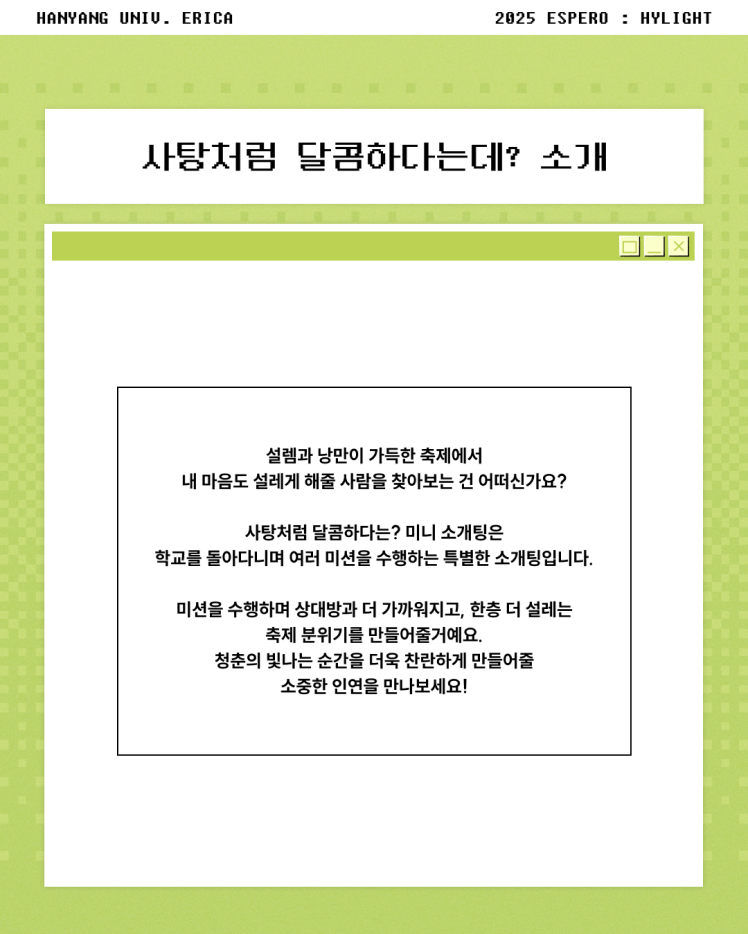 HANYANG UNIV. ERICA
2025 ESPERO : HYLIGHT
사탕처럼 달콤하다는데? 소개
설렘과 낭만이 가득한 축제에서
내 마음도 설레게 해줄 사람을 찾아보는 건 어떠신가요?
사탕처럼 달콤하다는? 미니 소개팅은
학교를 돌아다니며 여러 미션을 수행하는 특별한 소개팅입니다.
미션을 수행하며 상대방과 더 가까워지고, 한층 더 설레는
축제 분위기를 만들어줄거예요.
청춘의 빛나는 순간을 더욱 찬란하게 만들어줄
소중한 인연을 만나보세요!